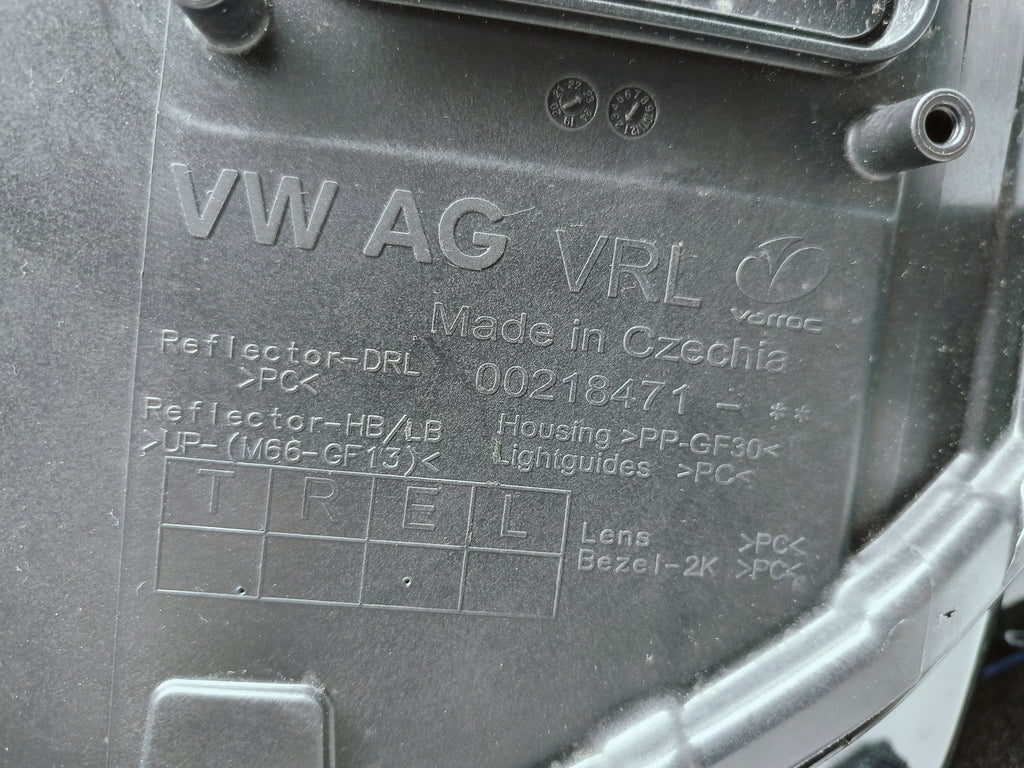 VW AG VRL
varroc
Made in Czechia
Reflector-DRL
>PC<
00218471 - **
Reflector-HB/LB
>UP-(M66-GF13)<
Housing >PP-GF30<
Lightguides >PC<
T R E L
Lens >PC<
Bezel-2K >PC<